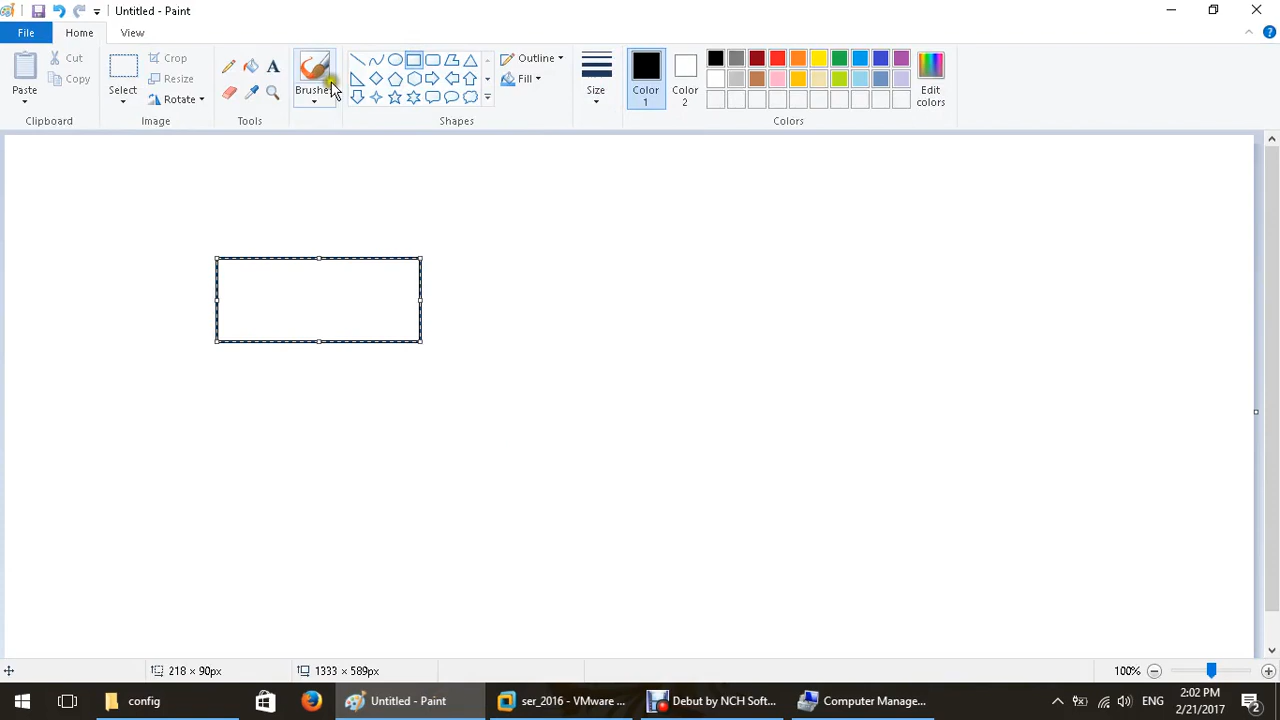 Untitled - Paint
File Home View
Paste Cut Copy
Select Crop Resize Rotate
A
Brushes
Outline Fill
Size
Color 1
Color 2
Edit colors
Clipboard Image Tools Shapes Colors
218 × 90px 1333 × 589px 100%
config Untitled - Paint ser_2016 - VMware ... Debut by NCH Soft... Computer Manage... ENG 2:02 PM
2/21/2017 2